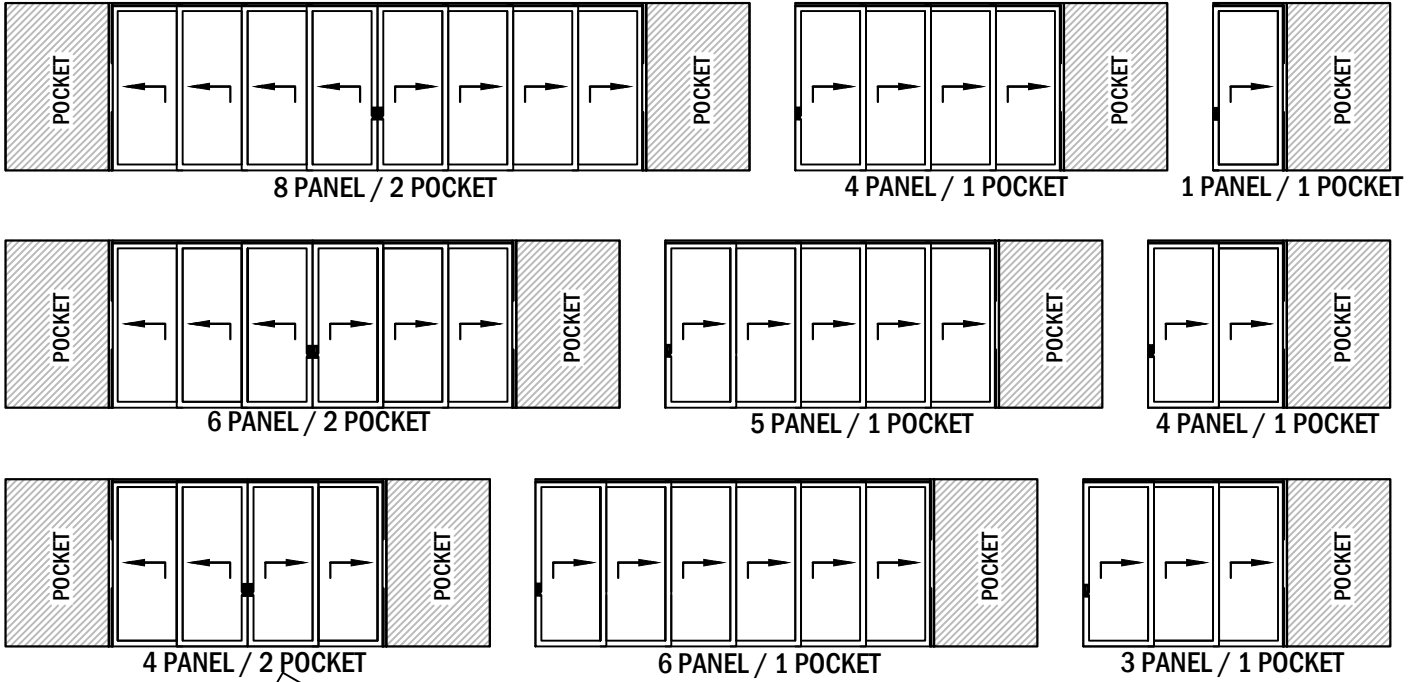 POCKET
POCKET
8 PANEL / 2 POCKET
POCKET
4 PANEL / 1 POCKET
POCKET
1 PANEL / 1 POCKET
POCKET
POCKET
6 PANEL / 2 POCKET
POCKET
5 PANEL / 1 POCKET
POCKET
4 PANEL / 1 POCKET
POCKET
POCKET
4 PANEL / 2 POCKET
POCKET
6 PANEL / 1 POCKET
POCKET
3 PANEL / 1 POCKET